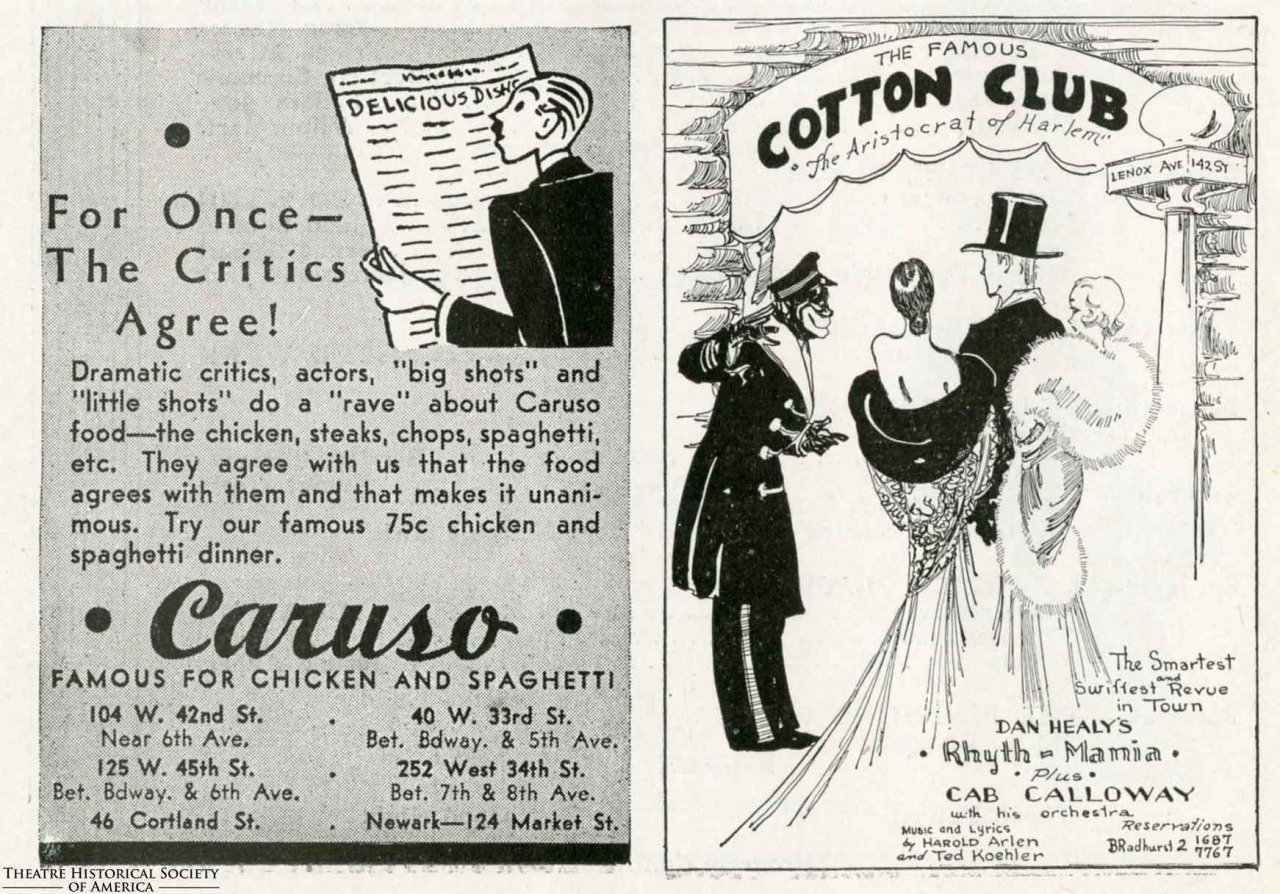 DELICIOUS DISHE
For Once—
The Critics
Agree!
Dramatic critics, actors, "big shots" and
"little shots" do a "rave" about Caruso
food—the chicken, steaks, chops, spaghetti,
etc. They agree with us that the food
agrees with them and that makes it unani-
mous. Try our famous 75c chicken and
spaghetti dinner.
• Caruso •
FAMOUS FOR CHICKEN AND SPAGHETTI
104 W. 42nd St. . 40 W. 33rd St.
Near 6th Ave. Bet. Bdway. & 5th Ave.
125 W. 45th St. . 252 West 34th St.
Bet. Bdway. & 6th Ave. Bet. 7th & 8th Ave.
46 Cortland St. . Newark—124 Market St.
THE FAMOUS
COTTON CLUB
"The Aristocrat of Harlem"
LENOX AVE 142 ST
The Smartest
and
Swiftest Revue
in Town
DAN HEALY'S
• Rhyth-Mania •
• Plus •
CAB CALLOWAY
with his orchestra
Music and Lyrics
by HAROLD Arlen
and Ted Koehler
Reservations
BRadhurst 2 1687
7767
THEATRE HISTORICAL SOCIETY
OF AMERICA